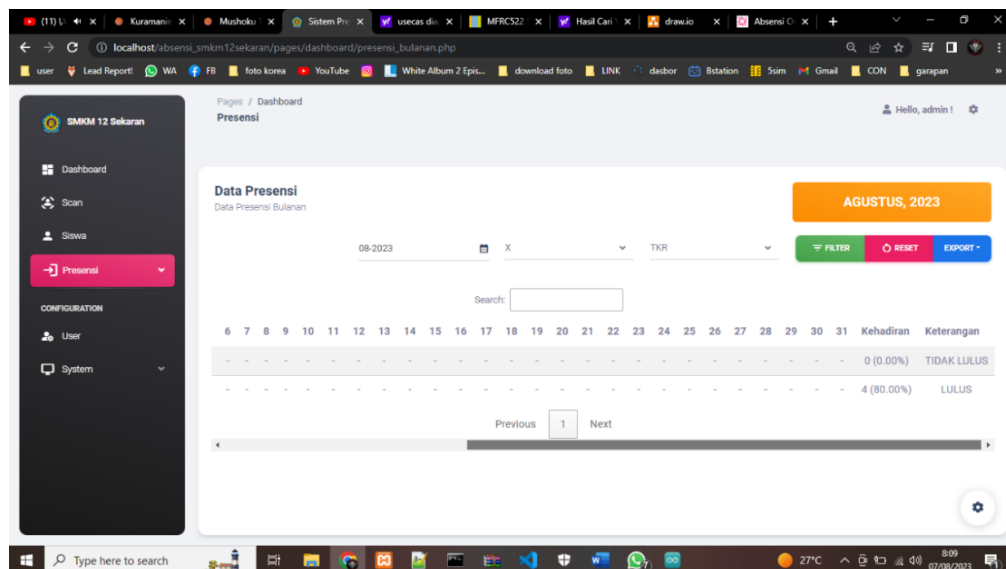 (11) 
Kuramanin
Mushoku
Sistem Pre
usecas dia
MFRC522
Hasil Cari
draw.io
Absensi O
localhost/absensi_smkm12sekaran/pages/dashboard/presensi_bulanan.php
user Lead Report! WA FB foto korea YouTube White Album 2 Epis... download foto LINK dasbor Bstation 5sim Gmail CON garapan »
SMKM 12 Sekaran
Dashboard
Scan
Siswa
Presensi
CONFIGURATION
User
System
Pages / Dashboard
Presensi
Hello, admin !
Data Presensi
Data Presensi Bulanan
AGUSTUS, 2023
08-2023 X TKR
FILTER RESET EXPORT
Search:
6 7 8 9 10 11 12 13 14 15 16 17 18 19 20 21 22 23 24 25 26 27 28 29 30 31 Kehadiran Keterangan
- - - - - - - - - - - - - - - - - - - - - - - - - - 0 (0.00%) TIDAK LULUS
- - - - - - - - - - - - - - - - - - - - - - - - - - 4 (80.00%) LULUS
Previous 1 Next
Type here to search
27°C
8:09
07/08/2023